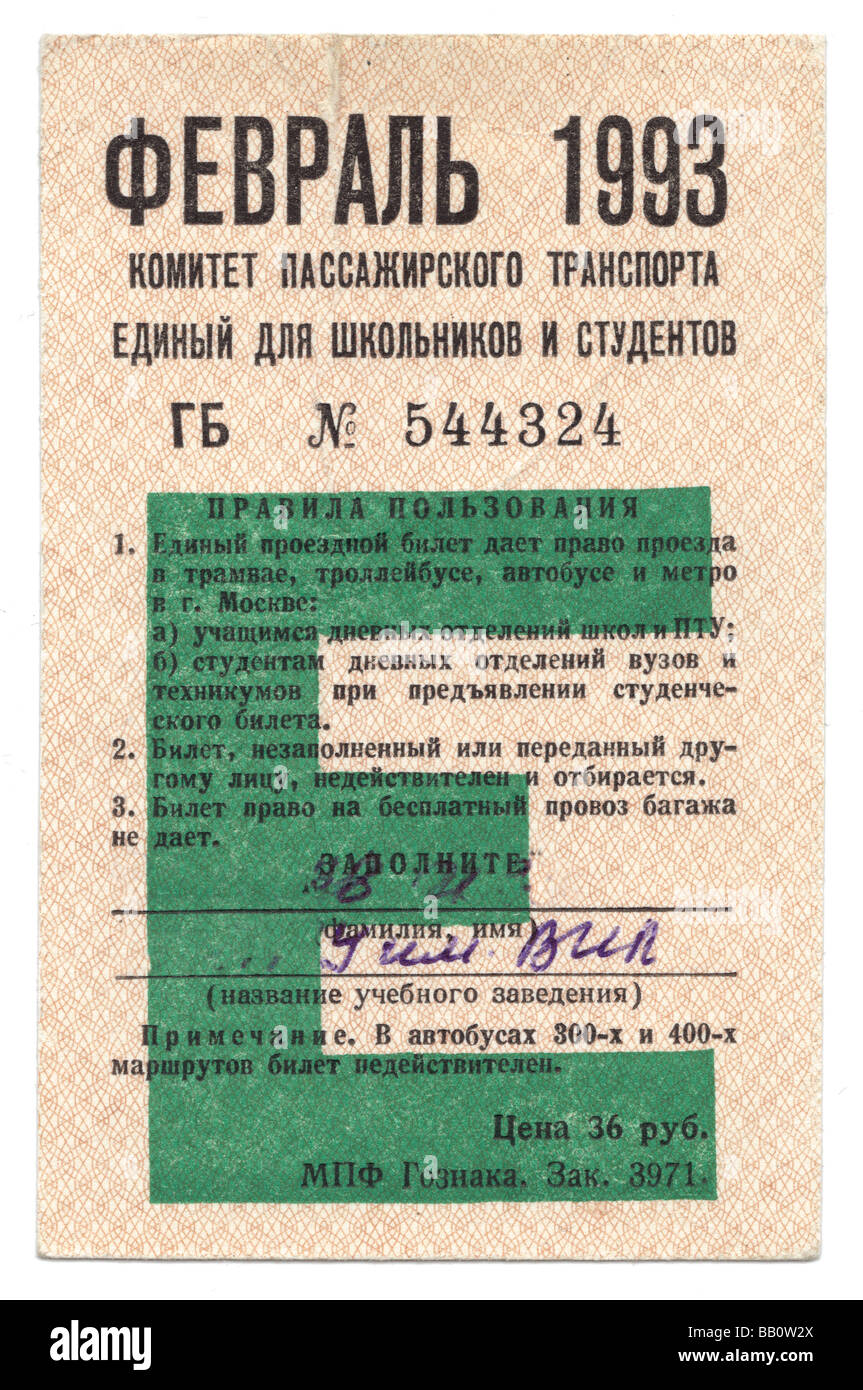 ФЕВРАЛЬ 1993
КОМИТЕТ ПАССАЖИРСКОГО ТРАНСПОРТА
ЕДИНЫЙ ДЛЯ ШКОЛЬНИКОВ И СТУДЕНТОВ
ГБ № 544324
ПРАВИЛА ПОЛЬЗОВАНИЯ
1. Единый проездной билет дает право проезда
в трамвае, троллейбусе, автобусе и метро
в г. Москве:
а) учащимся дневных отделений школ и ПТУ;
б) студентам дневных отделений вузов и
техникумов при предъявлении студенче-
ского билета.
2. Билет, незаполненный или переданный дру-
гому лицу, недействителен и отбирается.
3. Билет право на бесплатный провоз багажа
не дает.
ЗАПОЛНИТЕ
(фамилия, имя)
(название учебного заведения)
Примечание. В автобусах 300-х и 400-х
маршрутов билет недействителен.
Цена 36 руб.
МПФ Гознака. Зак. 3971.
alamy
Image ID: BB0W2X
www.alamy.com